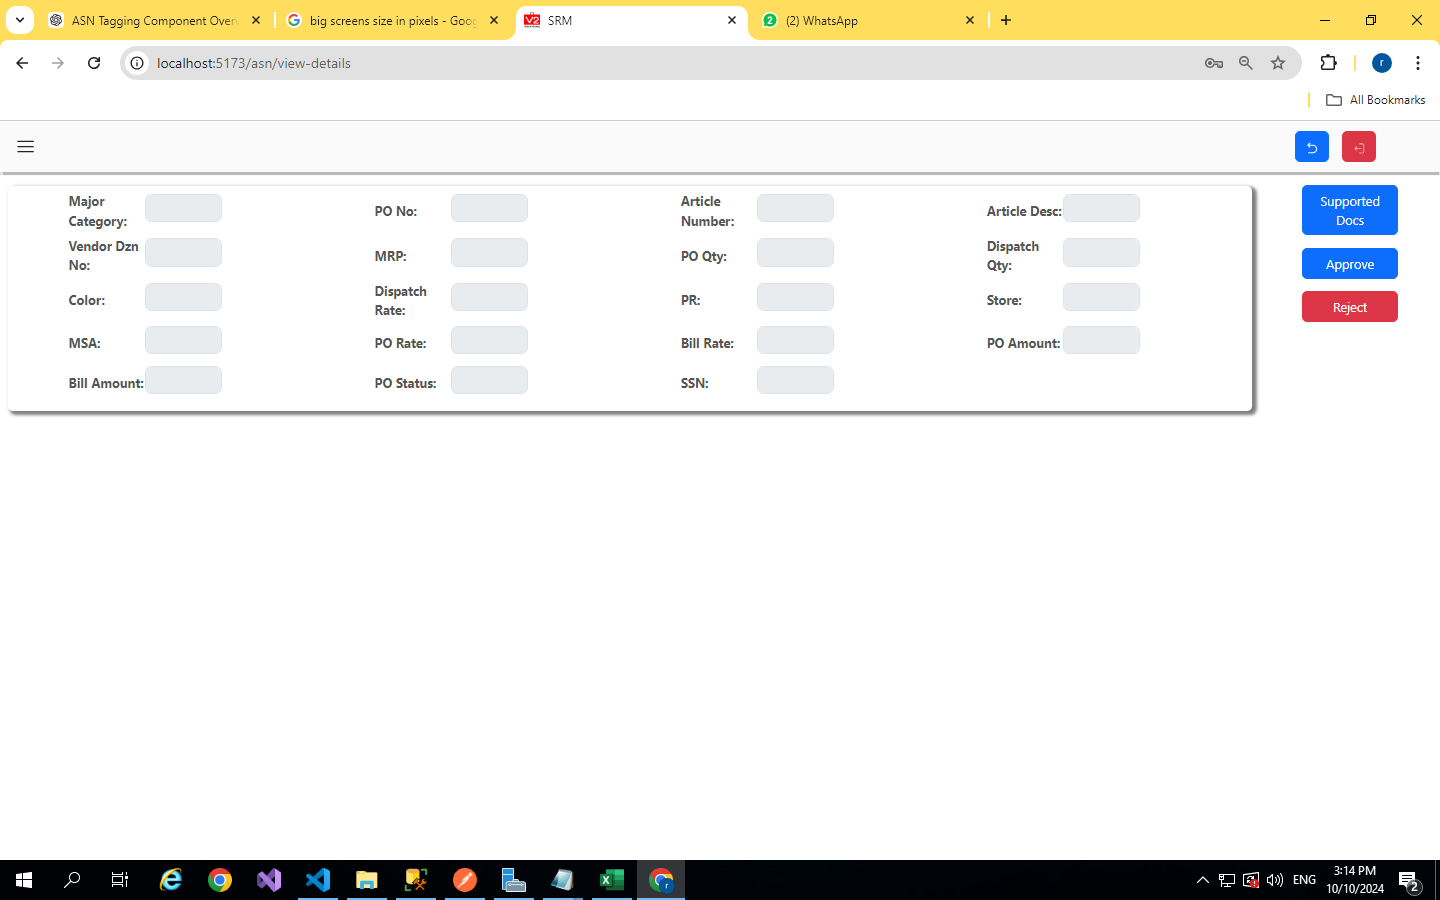 ASN Tagging Component Over
big screens size in pixels - Goog
V2
SRM
2
(2) WhatsApp
localhost:5173/asn/view-details
r
All Bookmarks
Major Category:
PO No:
Article Number:
Article Desc:
Supported Docs
Vendor Dzn No:
MRP:
PO Qty:
Dispatch Qty:
Approve
Color:
Dispatch Rate:
PR:
Store:
Reject
MSA:
PO Rate:
Bill Rate:
PO Amount:
Bill Amount:
PO Status:
SSN:
ENG
3:14 PM
10/10/2024
2